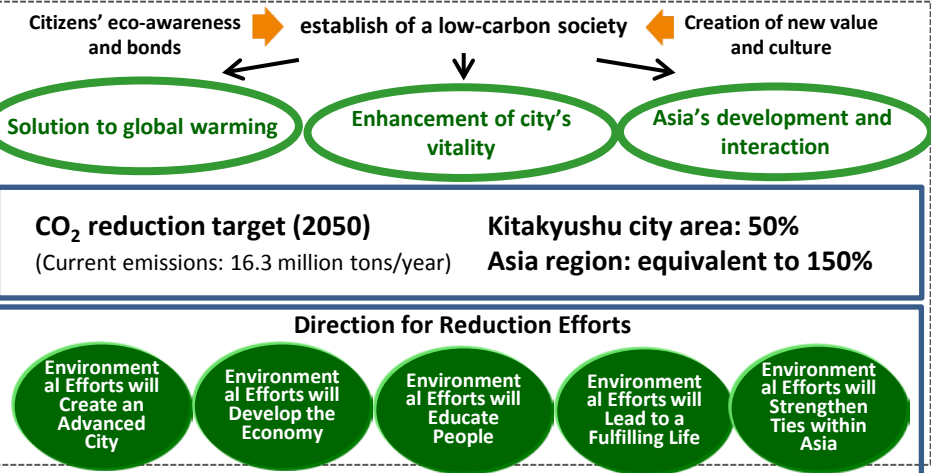 Citizens' eco-awareness
and bonds
establish of a low-carbon society
Creation of new value
and culture
Solution to global warming
Enhancement of city's
vitality
Asia's development and
interaction
CO₂ reduction target (2050)
Kitakyushu city area: 50%
(Current emissions: 16.3 million tons/year)
Asia region: equivalent to 150%
Direction for Reduction Efforts
Environment
al Efforts will
Create an
Advanced
City
Environment
al Efforts will
Develop the
Economy
Environment
al Efforts will
Educate
People
Environment
al Efforts will
Lead to a
Fulfilling Life
Environment
al Efforts will
Strengthen
Ties within
Asia